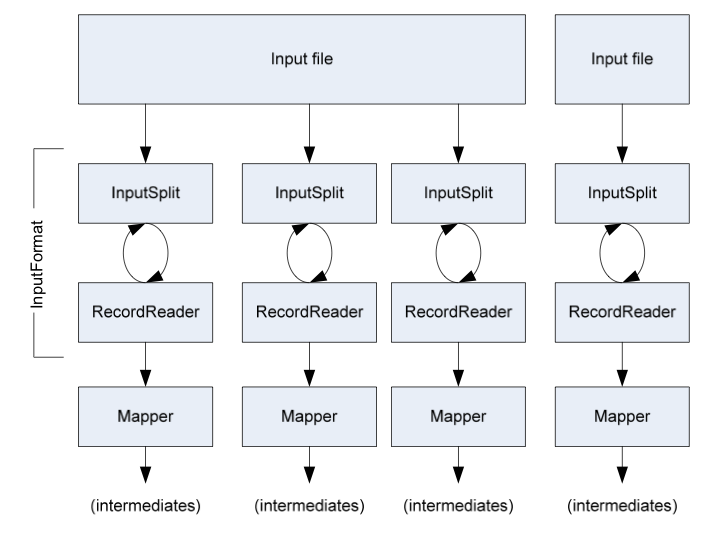 Input file
Input file
InputFormat
InputSplit
InputSplit
InputSplit
InputSplit
RecordReader
RecordReader
RecordReader
RecordReader
Mapper
Mapper
Mapper
Mapper
(intermediates)
(intermediates)
(intermediates)
(intermediates)